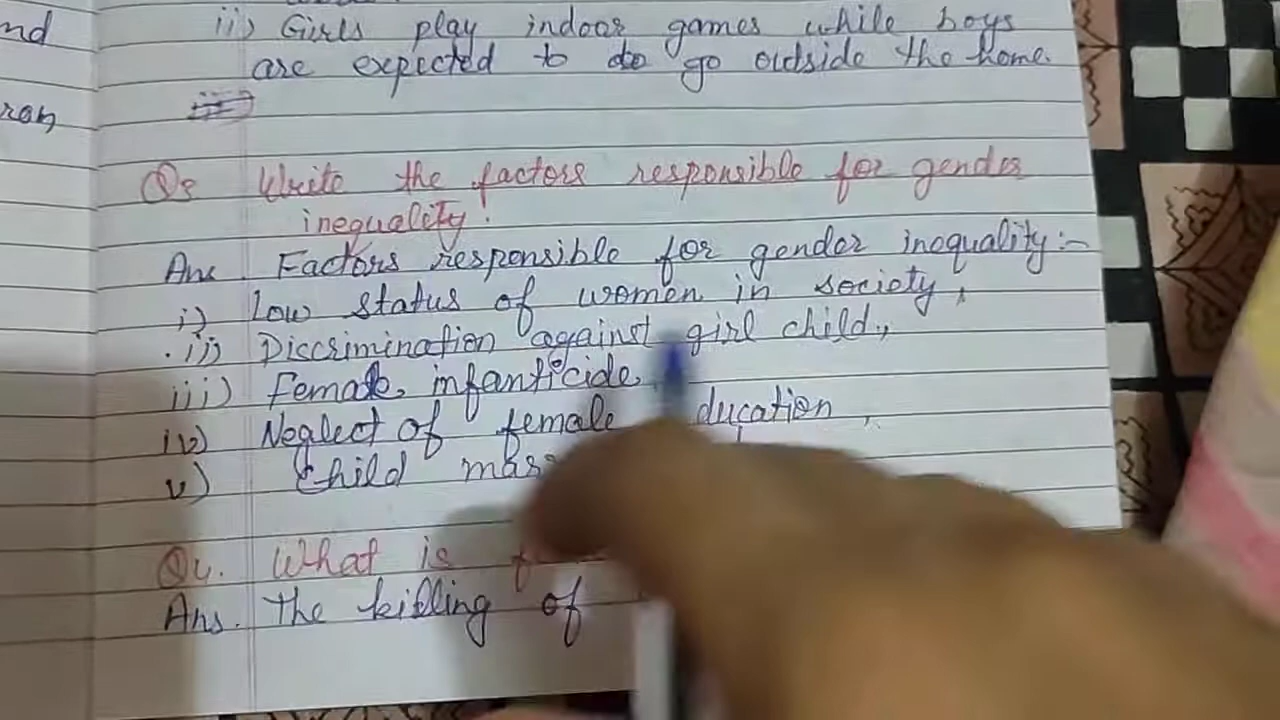 nd
ii) Girls play indoor games while boys
are expected to do go outside the home.
Q3 Write the factors responsible for gender
inequality.
Ans. Factors responsible for gender inequality:-
i) Low status of women in society,
ii) Discrimination against girl child,
iii) Female infanticide
iv) Neglect of female ducation,
v) Child
Q4. What is
Ans. The killing of